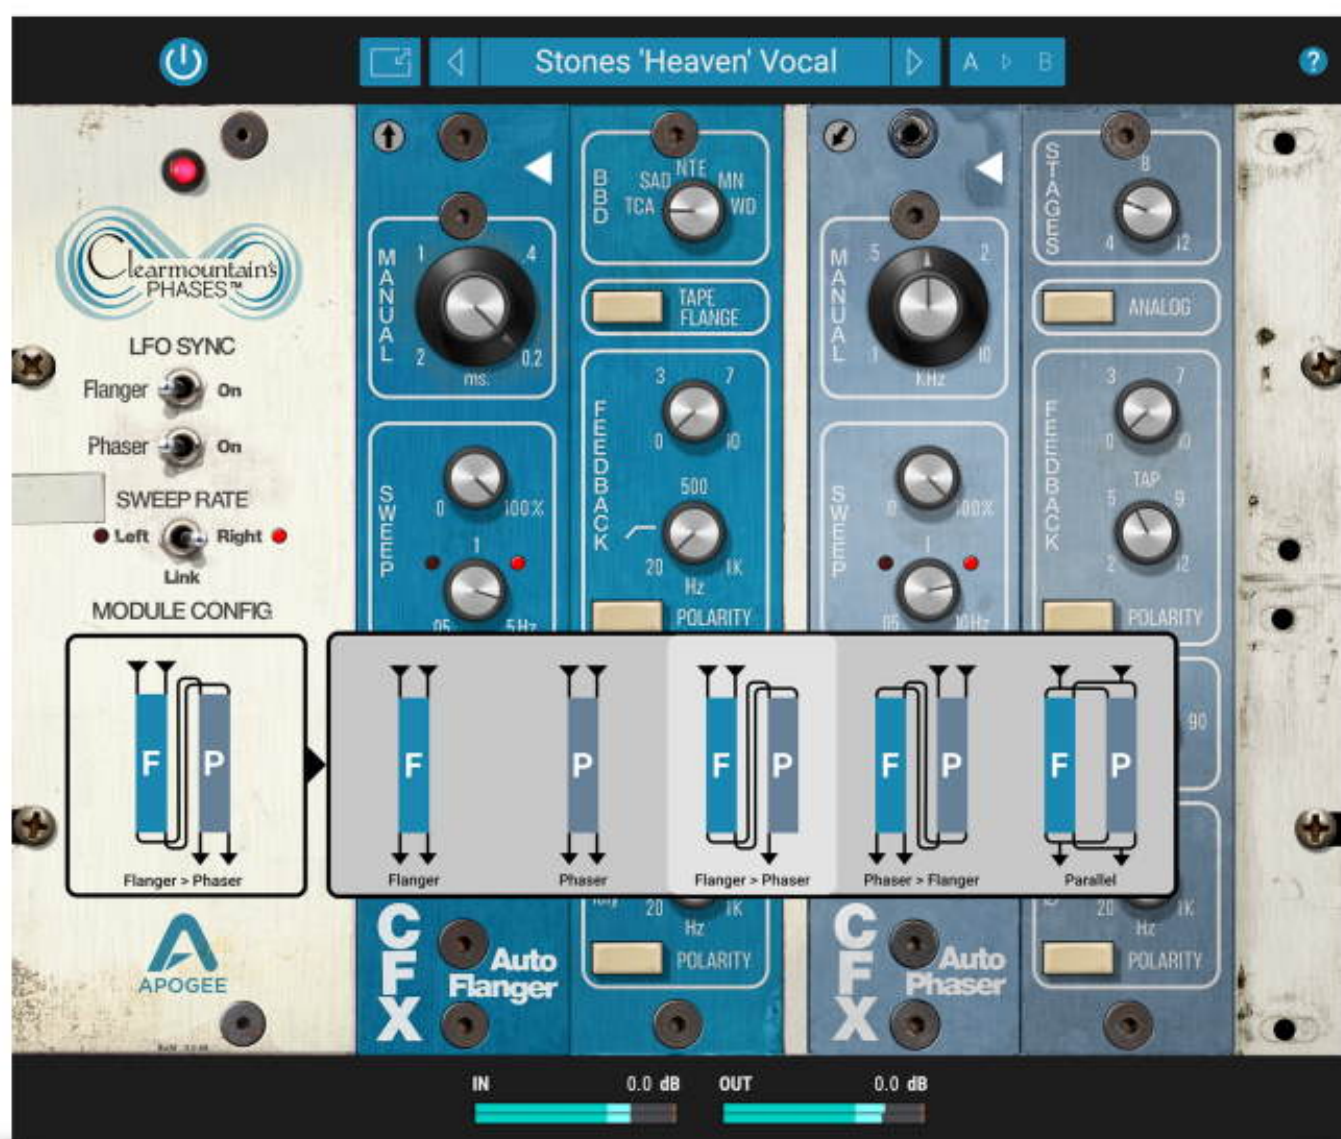 Stones 'Heaven' Vocal
A
B
?
Clearmountain's
PHASES™
LFO SYNC
Flanger On
Phaser On
SWEEP RATE
Left Right
Link
MODULE CONFIG
F P
Flanger > Phaser
APOGEE
MANUAL
1 .4
2 0.2
ms.
SWEEP
0 100%
1
.05 5Hz
BBD
TCA SAD NTE MN WD
TAPE
FLANGE
FEEDBACK
3 7
0 10
500
20 1K
Hz
POLARITY
MANUAL
.5 2
.1 10
KHz
SWEEP
0 100%
1
.05 10Hz
STAGES
8
4 12
ANALOG
FEEDBACK
3 7
0 10
TAP
5 9
2 12
POLARITY
90
F
Flanger
P
Phaser
F P
Flanger > Phaser
F P
Phaser > Flanger
F P
Parallel
CFX
Auto
Flanger
20 1K
Hz
POLARITY
CFX
Auto
Phaser
20 1K
Hz
POLARITY
IN 0.0 dB
OUT 0.0 dB